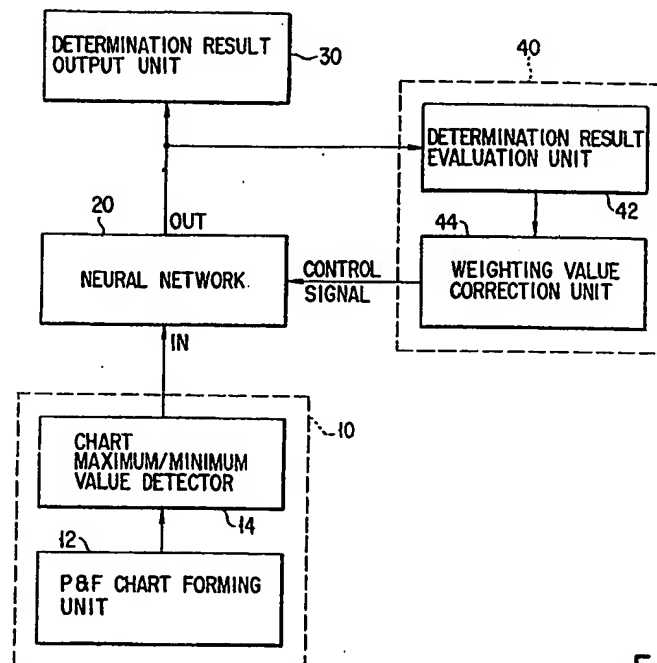 DETERMINATION RESULT
OUTPUT UNIT
30
40
DETERMINATION RESULT
EVALUATION UNIT
42
20
OUT
NEURAL NETWORK.
CONTROL
SIGNAL
44
WEIGHTING VALUE
CORRECTION UNIT
IN
10
CHART
MAXIMUM/MINIMUM
VALUE DETECTOR
14
12
P&F CHART FORMING
UNIT